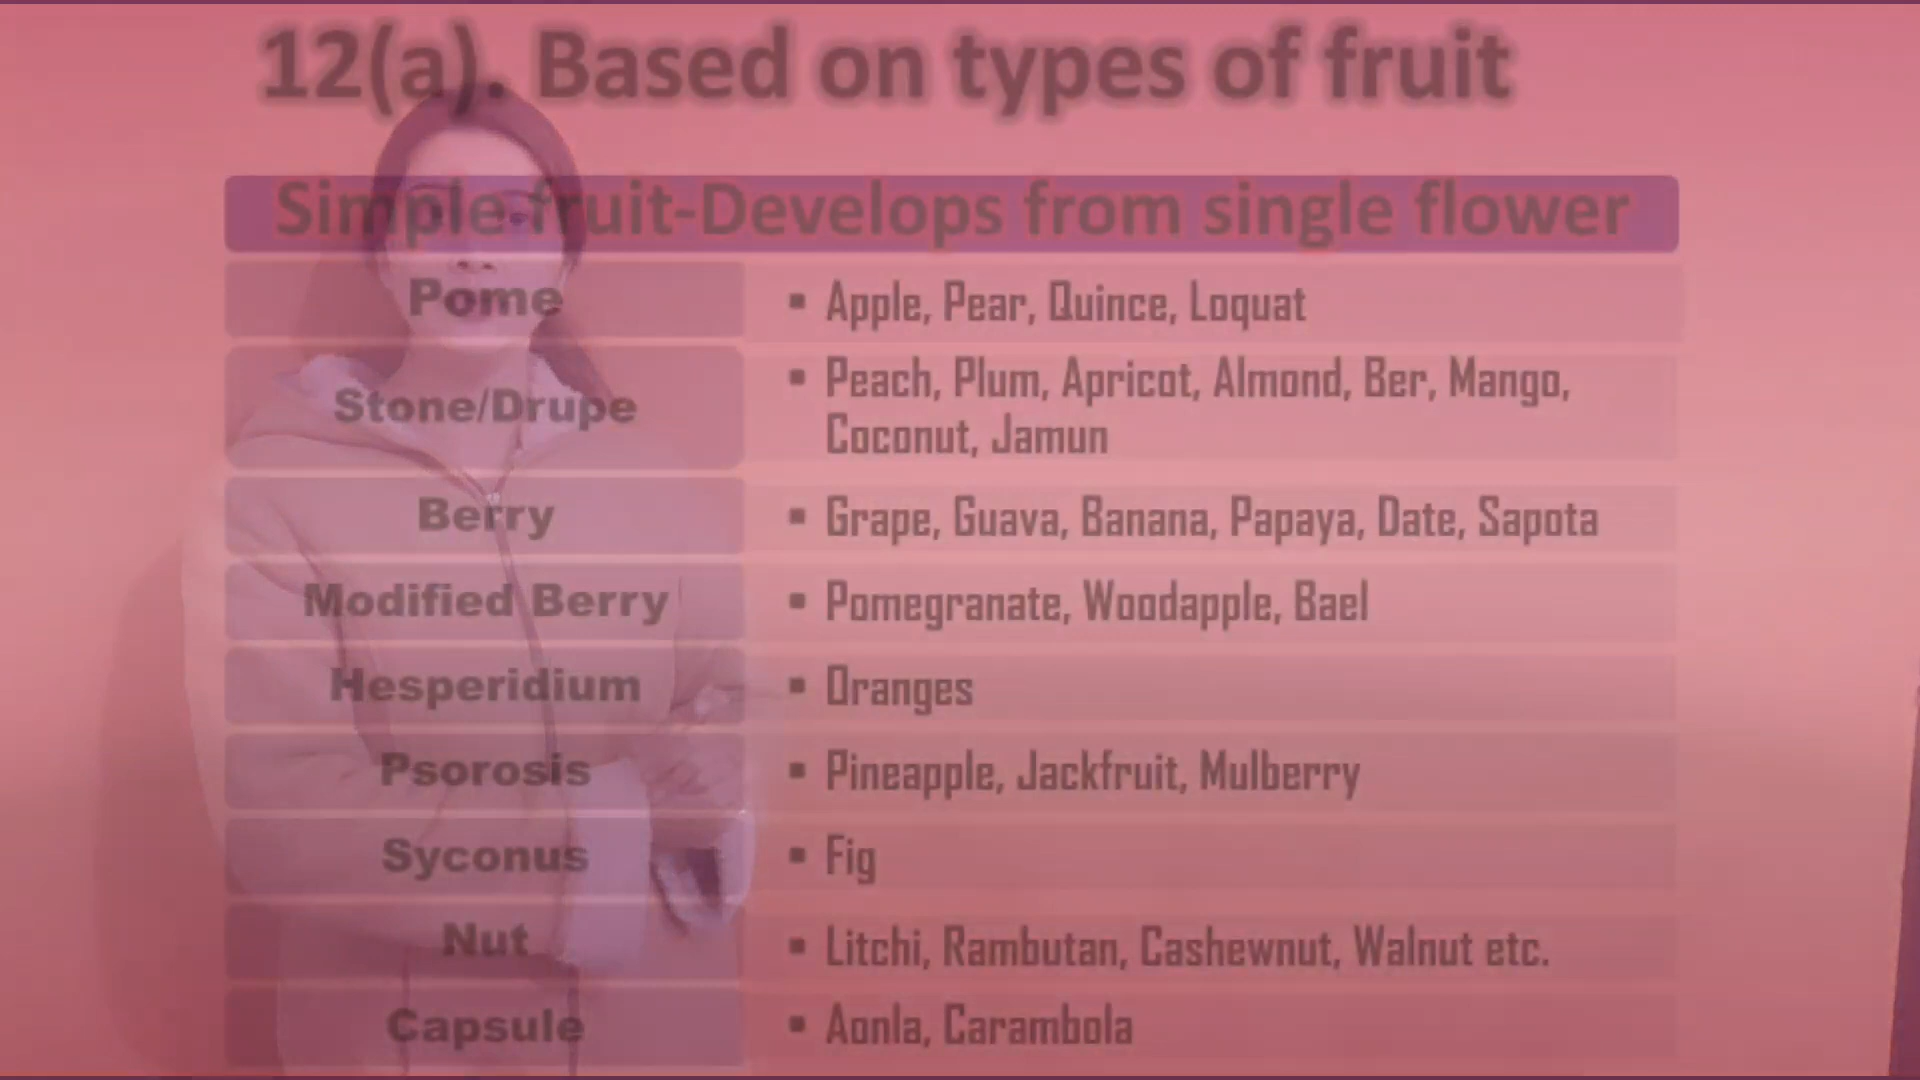 12(a). Based on types of fruit
Simple fruit-Develops from single flower
Pome
▪ Apple, Pear, Quince, Loquat
Stone/Drupe
▪ Peach, Plum, Apricot, Almond, Ber, Mango,
Coconut, Jamun
Berry
▪ Grape, Guava, Banana, Papaya, Date, Sapota
Modified Berry
▪ Pomegranate, Woodapple, Bael
Hesperidium
▪ Oranges
Psorosis
▪ Pineapple, Jackfruit, Mulberry
Syconus
▪ Fig
Nut
▪ Litchi, Rambutan, Cashewnut, Walnut etc.
Capsule
▪ Aonla, Carambola